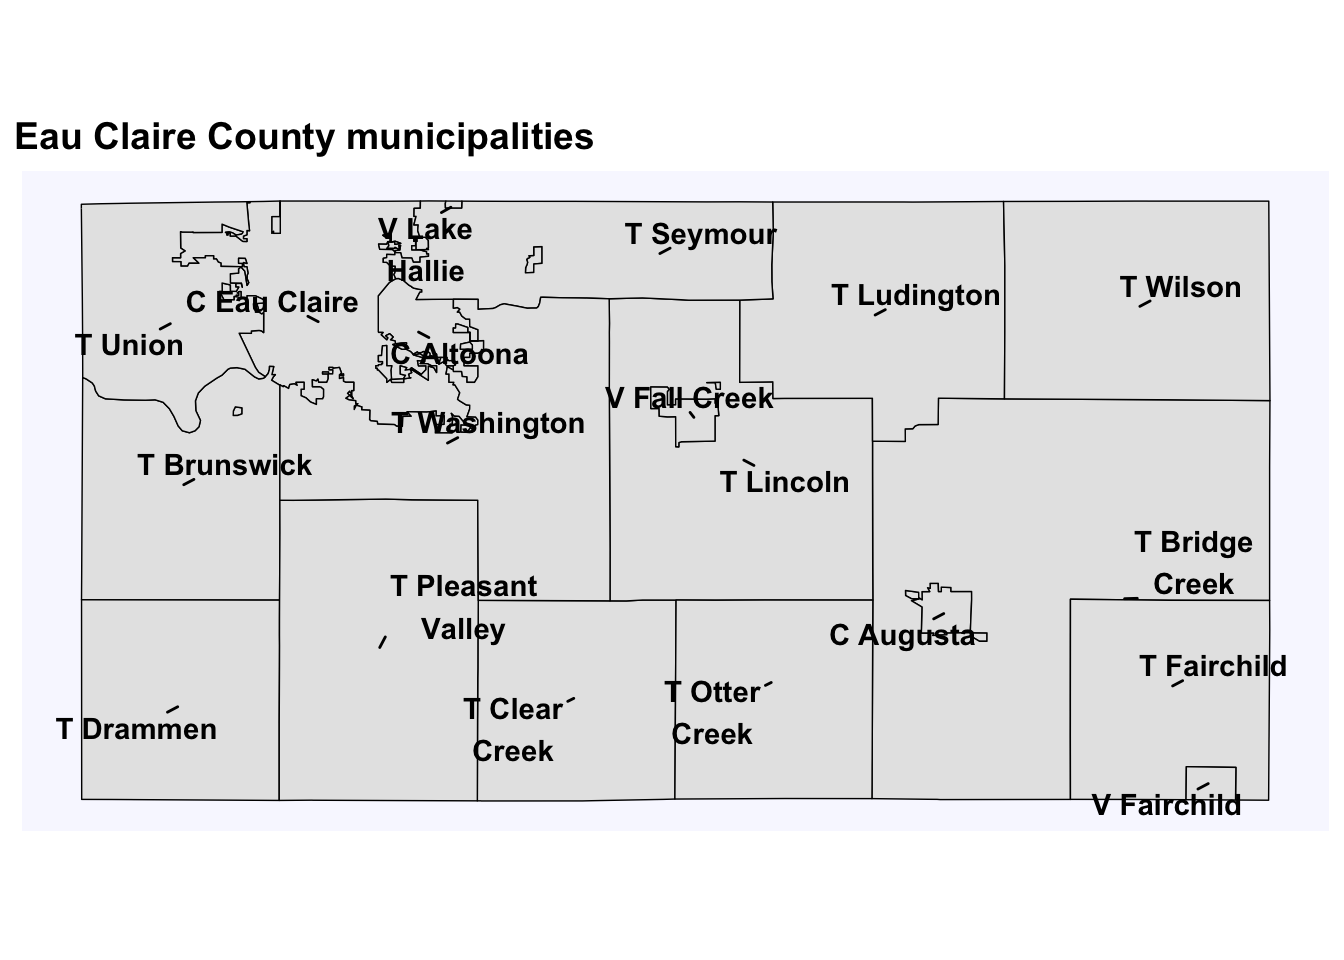 Eau Claire County municipalities
V Lake
Hallie
T Seymour
T Wilson
T Ludington
C Eau Claire
T Union
C Altoona
V Fall Creek
T Washington
T Brunswick
T Lincoln
T Bridge
Creek
T Pleasant
Valley
C Augusta
T Fairchild
T Otter
Creek
T Clear
Creek
T Drammen
V Fairchild